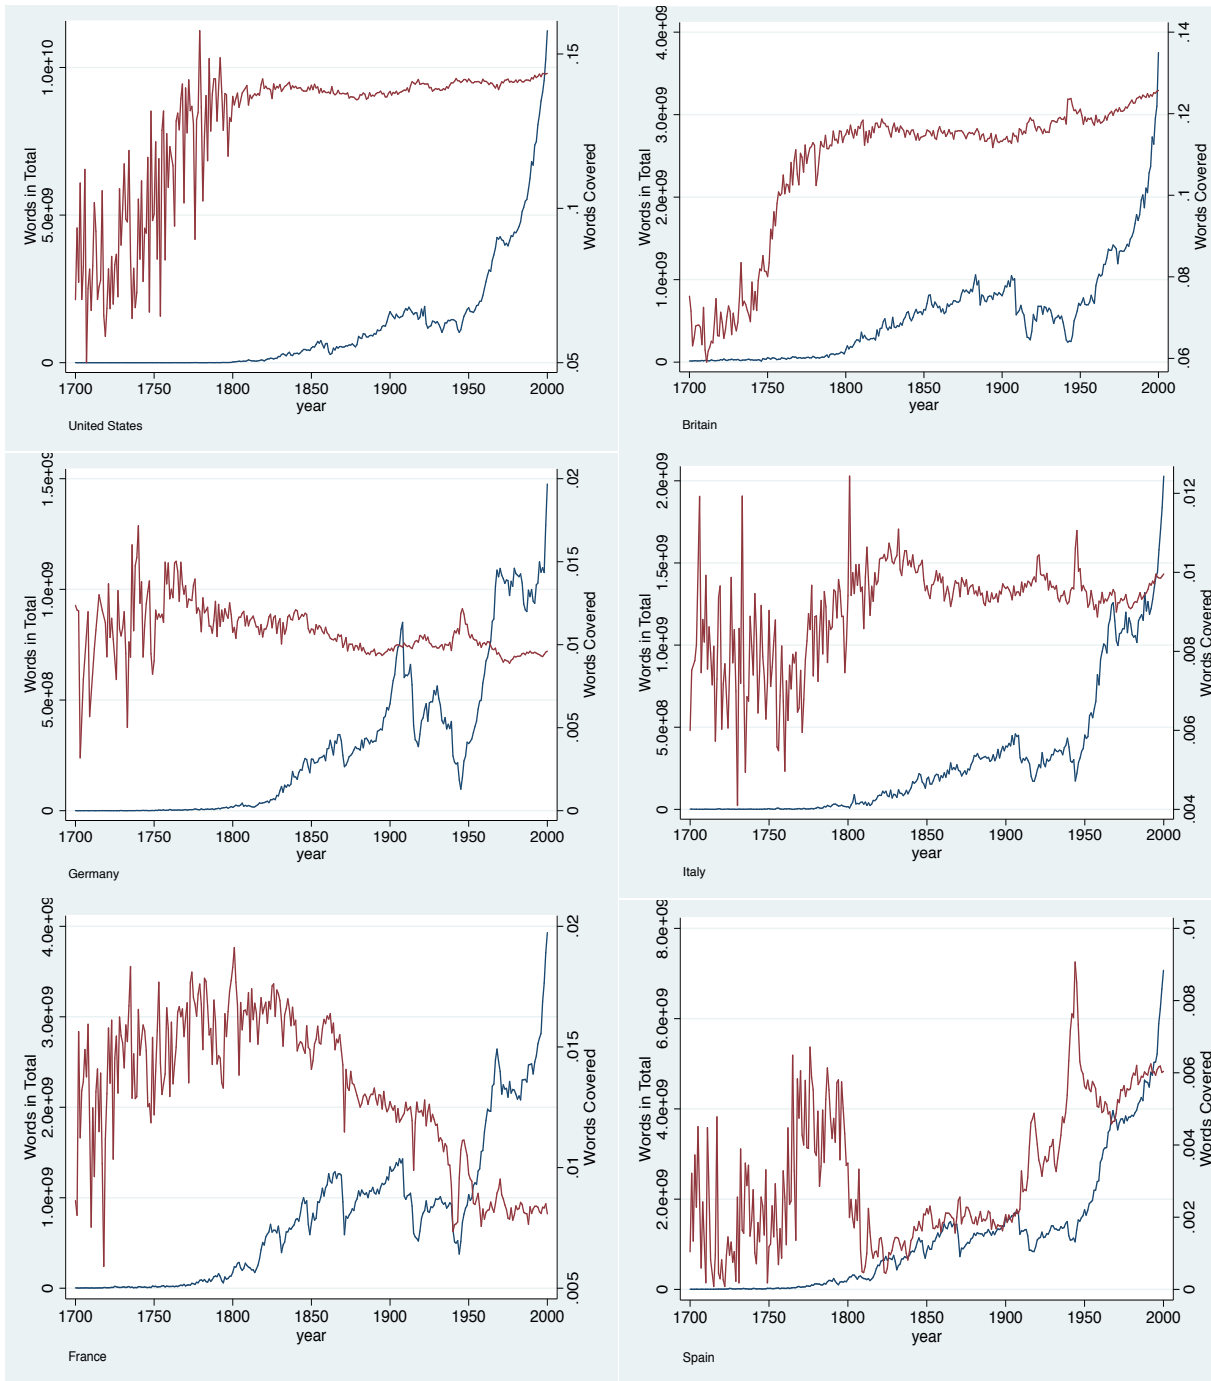 Words in Total
0 5.0e+09 1.0e+10
Words Covered
.05 .1 .15
1700 1750 1800 1850 1900 1950 2000
year
United States
Words in Total
0 1.0e+09 2.0e+09 3.0e+09 4.0e+09
Words Covered
.06 .08 .1 .12 .14
1700 1750 1800 1850 1900 1950 2000
year
Britain
Words in Total
0 5.0e+08 1.0e+09 1.5e+09
Words Covered
0 .005 .01 .015 .02
1700 1750 1800 1850 1900 1950 2000
year
Germany
Words in Total
0 5.0e+08 1.0e+09 1.5e+09 2.0e+09
Words Covered
.004 .006 .008 .01 .012
1700 1750 1800 1850 1900 1950 2000
year
Italy
Words in Total
0 1.0e+09 2.0e+09 3.0e+09 4.0e+09
Words Covered
.005 .01 .015 .02
1700 1750 1800 1850 1900 1950 2000
year
France
Words in Total
0 2.0e+09 4.0e+09 6.0e+09 8.0e+09
Words Covered
0 .002 .004 .006 .008 .01
1700 1750 1800 1850 1900 1950 2000
year
Spain